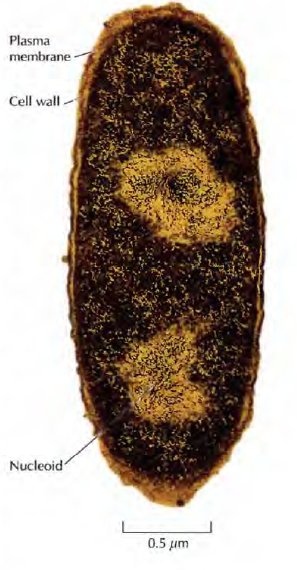 Plasma
membrane
Cell wall
Nucleoid
0.5 μm